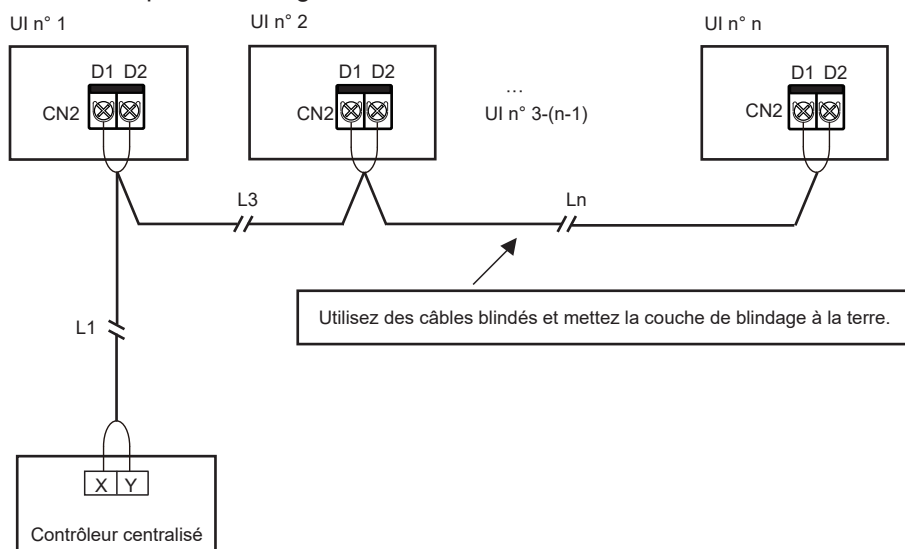 UI n° 1
UI n° 2
UI n° n
D1 D2
D1 D2
D1 D2
CN2
CN2
CN2
...
UI n° 3-(n-1)
L3
Ln
L1
Utilisez des câbles blindés et mettez la couche de blindage à la terre.
X Y
Contrôleur centralisé